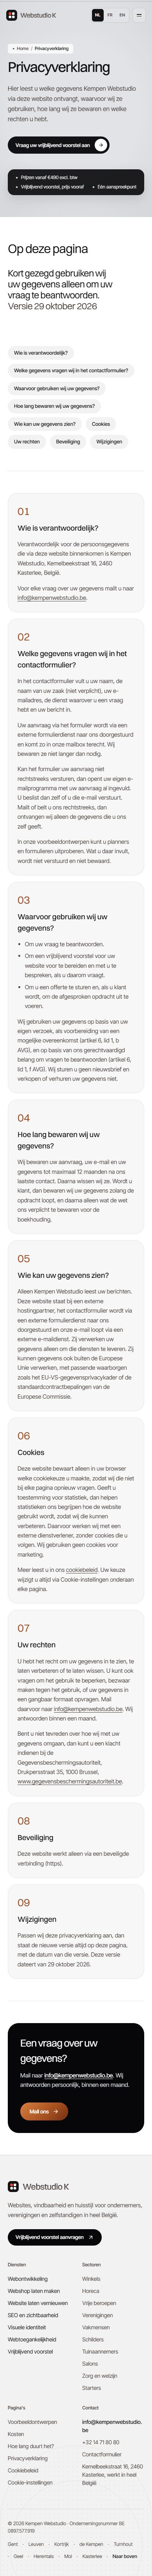 Webstudio K
NL FR EN
Home / Privacyverklaring
Privacyverklaring
Hier leest u welke gegevens Kempen Webstudio van u verwerkt, waarom, hoe lang, en welke rechten u hebt.
Vraag uw vrijblijvend voorstel aan
Prijzen vanaf €490 excl. btw
Vrijblijvend voorstel, prijs vooraf
Eén aanspreekpunt
Op deze pagina
Kort gezegd gebruiken wij
uw gegevens alleen om uw
vraag te beantwoorden.
Versie 29 oktober 2026
Wie is verantwoordelijk?
Welke gegevens vragen wij in het contactformulier?
Waarvoor gebruiken wij uw gegevens?
Hoe lang bewaren wij uw gegevens?
Wie kan uw gegevens zien?
Cookies
Uw rechten
Beveiliging
Wijzigingen
01
Wie is verantwoordelijk?
Verantwoordelijk voor de persoonsgegevens
die via deze website binnenkomen is Kempen
Webstudio, Kemelbeekstraat 16, 2460
Kasterlee, België.
Voor elke vraag over uw gegevens mailt u naar
info@kempenwebstudio.be.
02
Welke gegevens vragen wij in het
contactformulier?
In het contactformulier vult u uw naam, de
naam van uw zaak (niet verplicht), uw e-
mailadres, de dienst waarover u een vraag
hebt en uw bericht in.
Uw aanvraag via het formulier wordt via een
externe formulierdienst naar ons doorgestuurd
en komt zo in onze mailbox terecht. Wij
bewaren ze niet langer dan nodig.
Kan het formulier uw aanvraag niet
rechtstreeks versturen, dan opent uw eigen e-
mailprogramma met uw aanvraag al ingevuld.
U beslist dan zelf of u die e-mail verstuurt.
Mailt of belt u ons rechtstreeks, dan
ontvangen wij alleen de gegevens die u ons
zelf geeft.
In onze voorbeeldontwerpen kunt u planners
en formulieren uitproberen. Wat u daar invult,
wordt niet verstuurd en niet bewaard.
03
Waarvoor gebruiken wij uw
gegevens?
Om uw vraag te beantwoorden.
Om een vrijblijvend voorstel voor uw
website voor te bereiden en met u te
bespreken, als u daarom vraagt.
Om u een offerte te sturen en, als u klant
wordt, om de afgesproken opdracht uit te
voeren.
Wij gebruiken uw gegevens op basis van uw
eigen verzoek, als voorbereiding van een
mogelijke overeenkomst (artikel 6, lid 1, b
AVG), en op basis van ons gerechtvaardigd
belang om vragen te beantwoorden (artikel 6,
lid 1, f AVG). Wij sturen u geen nieuwsbrief en
verkopen of verhuren uw gegevens niet.
04
Hoe lang bewaren wij uw
gegevens?
Wij bewaren uw aanvraag, uw e-mail en uw
gegevens tot maximaal 12 maanden na ons
laatste contact. Daarna wissen wij ze. Wordt u
klant, dan bewaren wij de gegevens die op
offertes en facturen staan zolang de wet ons
verplicht ze te bewaren voor de
boekhouding.
05
Wie kan uw gegevens zien?
Alleen Kempen Webstudio leest uw berichten.
Deze website staat bij een externe
hostingpartner, het contactformulier wordt via
een externe formulierdienst naar ons
doorgestuurd en onze e-mail loopt via een
externe e-maildienst. Zij verwerken uw
gegevens alleen om die diensten te leveren. Zij
kunnen gegevens ook buiten de Europese
Unie verwerken, met passende waarborgen
zoals het EU-VS-gegevensprivacykader of de
standaardcontractbepalingen van de
Europese Commissie.
06
Cookies
Deze website bewaart alleen in uw browser
welke cookiekeuze u maakte, zodat wij die niet
bij elke pagina opnieuw vragen. Geeft u
toestemming voor statistieken, dan helpen die
statistieken ons begrijpen hoe de website
gebruikt wordt, zodat wij die kunnen
verbeteren. Daarvoor werken wij met een
externe dienstverlener, zonder cookies die u
volgen. Wij gebruiken geen cookies voor
marketing.
Meer leest u in ons cookiebeleid. Uw keuze
wijzigt u altijd via Cookie-instellingen onderaan
elke pagina.
07
Uw rechten
U hebt het recht om uw gegevens in te zien, te
laten verbeteren of te laten wissen. U kunt ook
vragen om het gebruik te beperken, bezwaar
maken tegen het gebruik, of uw gegevens in
een gangbaar formaat opvragen. Mail
daarvoor naar info@kempenwebstudio.be. Wij
antwoorden binnen een maand.
Bent u niet tevreden over hoe wij met uw
gegevens omgaan, dan kunt u een klacht
indienen bij de
Gegevensbeschermingsautoriteit,
Drukpersstraat 35, 1000 Brussel,
www.gegevensbeschermingsautoriteit.be.
08
Beveiliging
Deze website werkt alleen via een beveiligde
verbinding (https).
09
Wijzigingen
Passen wij deze privacyverklaring aan, dan
staat de nieuwe versie altijd op deze pagina,
met de datum van die versie. Deze versie
dateert van 29 oktober 2026.
Een vraag over uw
gegevens?
Mail naar info@kempenwebstudio.be. Wij
antwoorden persoonlijk, binnen een maand.
Mail ons
Webstudio K
Websites, vindbaarheid en huisstijl voor ondernemers,
verenigingen en zelfstandigen in heel België.
Vrijblijvend voorstel aanvragen
Diensten
Webontwikkeling
Webshop laten maken
Website laten vernieuwen
SEO en zichtbaarheid
Visuele identiteit
Webtoegankelijkheid
Vrijblijvend voorstel
Sectoren
Winkels
Horeca
Vrije beroepen
Verenigingen
Vakmensen
Schilders
Tuinaannemers
Salons
Zorg en welzijn
Starters
Pagina's
Voorbeeldontwerpen
Kosten
Hoe lang duurt het?
Privacyverklaring
Cookiebeleid
Cookie-instellingen
Contact
info@kempenwebstudio.
be
+32 14 71 80 80
Contactformulier
Kemelbeekstraat 16, 2460
Kasterlee, werkt in heel
België
© 2026 Kempen Webstudio · Ondernemingsnummer BE
0897.577.919
Gent · Leuven · Kortrijk · de Kempen · Turnhout
· Geel · Herentals · Mol · Kasterlee Naar boven